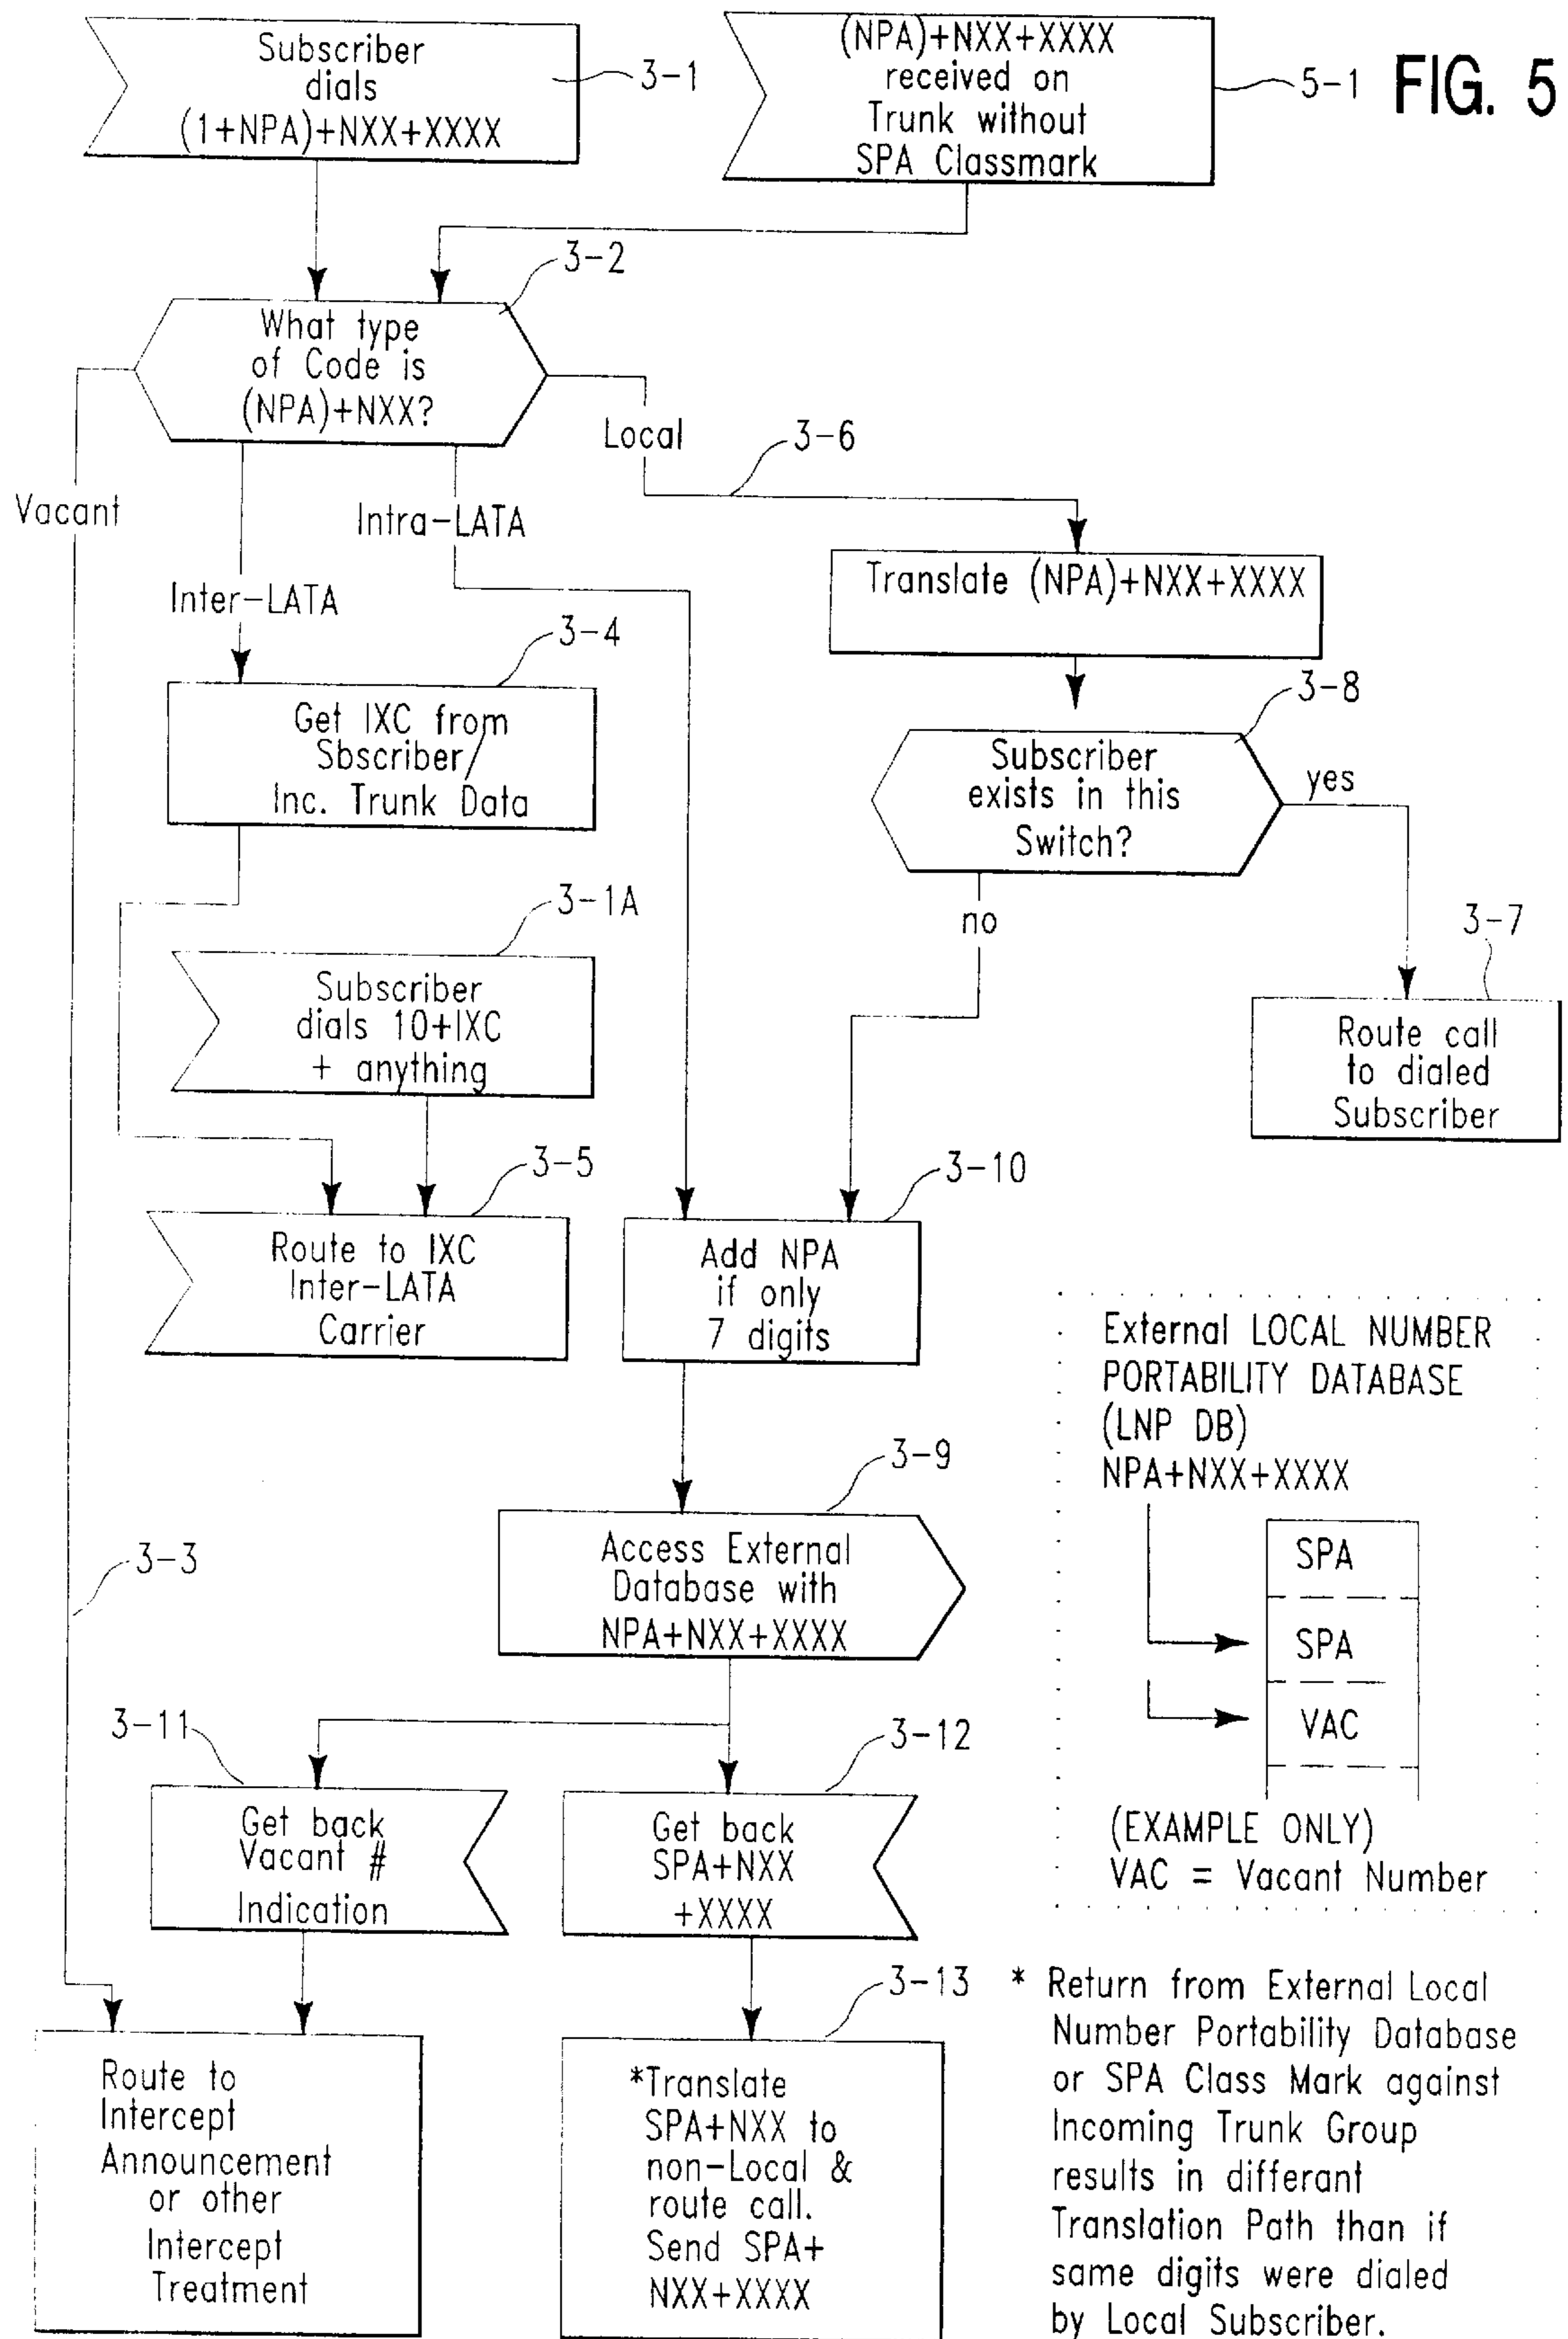 Subscriber
dials
(1+NPA)+NXX+XXXX
3-1
(NPA)+NXX+XXXX
received on
Trunk without
SPA Classmark
5-1
FIG. 5
3-2
What type
of Code is
(NPA)+NXX?
Vacant
Inter-LATA
Intra-LATA
Local
3-6
Translate (NPA)+NXX+XXXX
3-4
Get IXC from
Sbscriber/
Inc. Trunk Data
3-8
Subscriber
exists in this
Switch?
yes
no
3-1A
Subscriber
dials 10+IXC
+ anything
3-7
Route call
to dialed
Subscriber
3-5
Route to IXC
Inter-LATA
Carrier
3-10
Add NPA
if only
7 digits
External LOCAL NUMBER
PORTABILITY DATABASE
(LNP DB)
NPA+NXX+XXXX
SPA
SPA
VAC
(EXAMPLE ONLY)
VAC = Vacant Number
3-9
Access External
Database with
NPA+NXX+XXXX
3-3
3-11
Get back
Vacant #
Indication
3-12
Get back
SPA+NXX
+XXXX
Route to
Intercept
Announcement
or other
Intercept
Treatment
3-13
*Translate
SPA+NXX to
non-Local &
route call.
Send SPA+
NXX+XXXX
* Return from External Local
Number Portability Database
or SPA Class Mark against
Incoming Trunk Group
results in differant
Translation Path than if
same digits were dialed
by Local Subscriber.